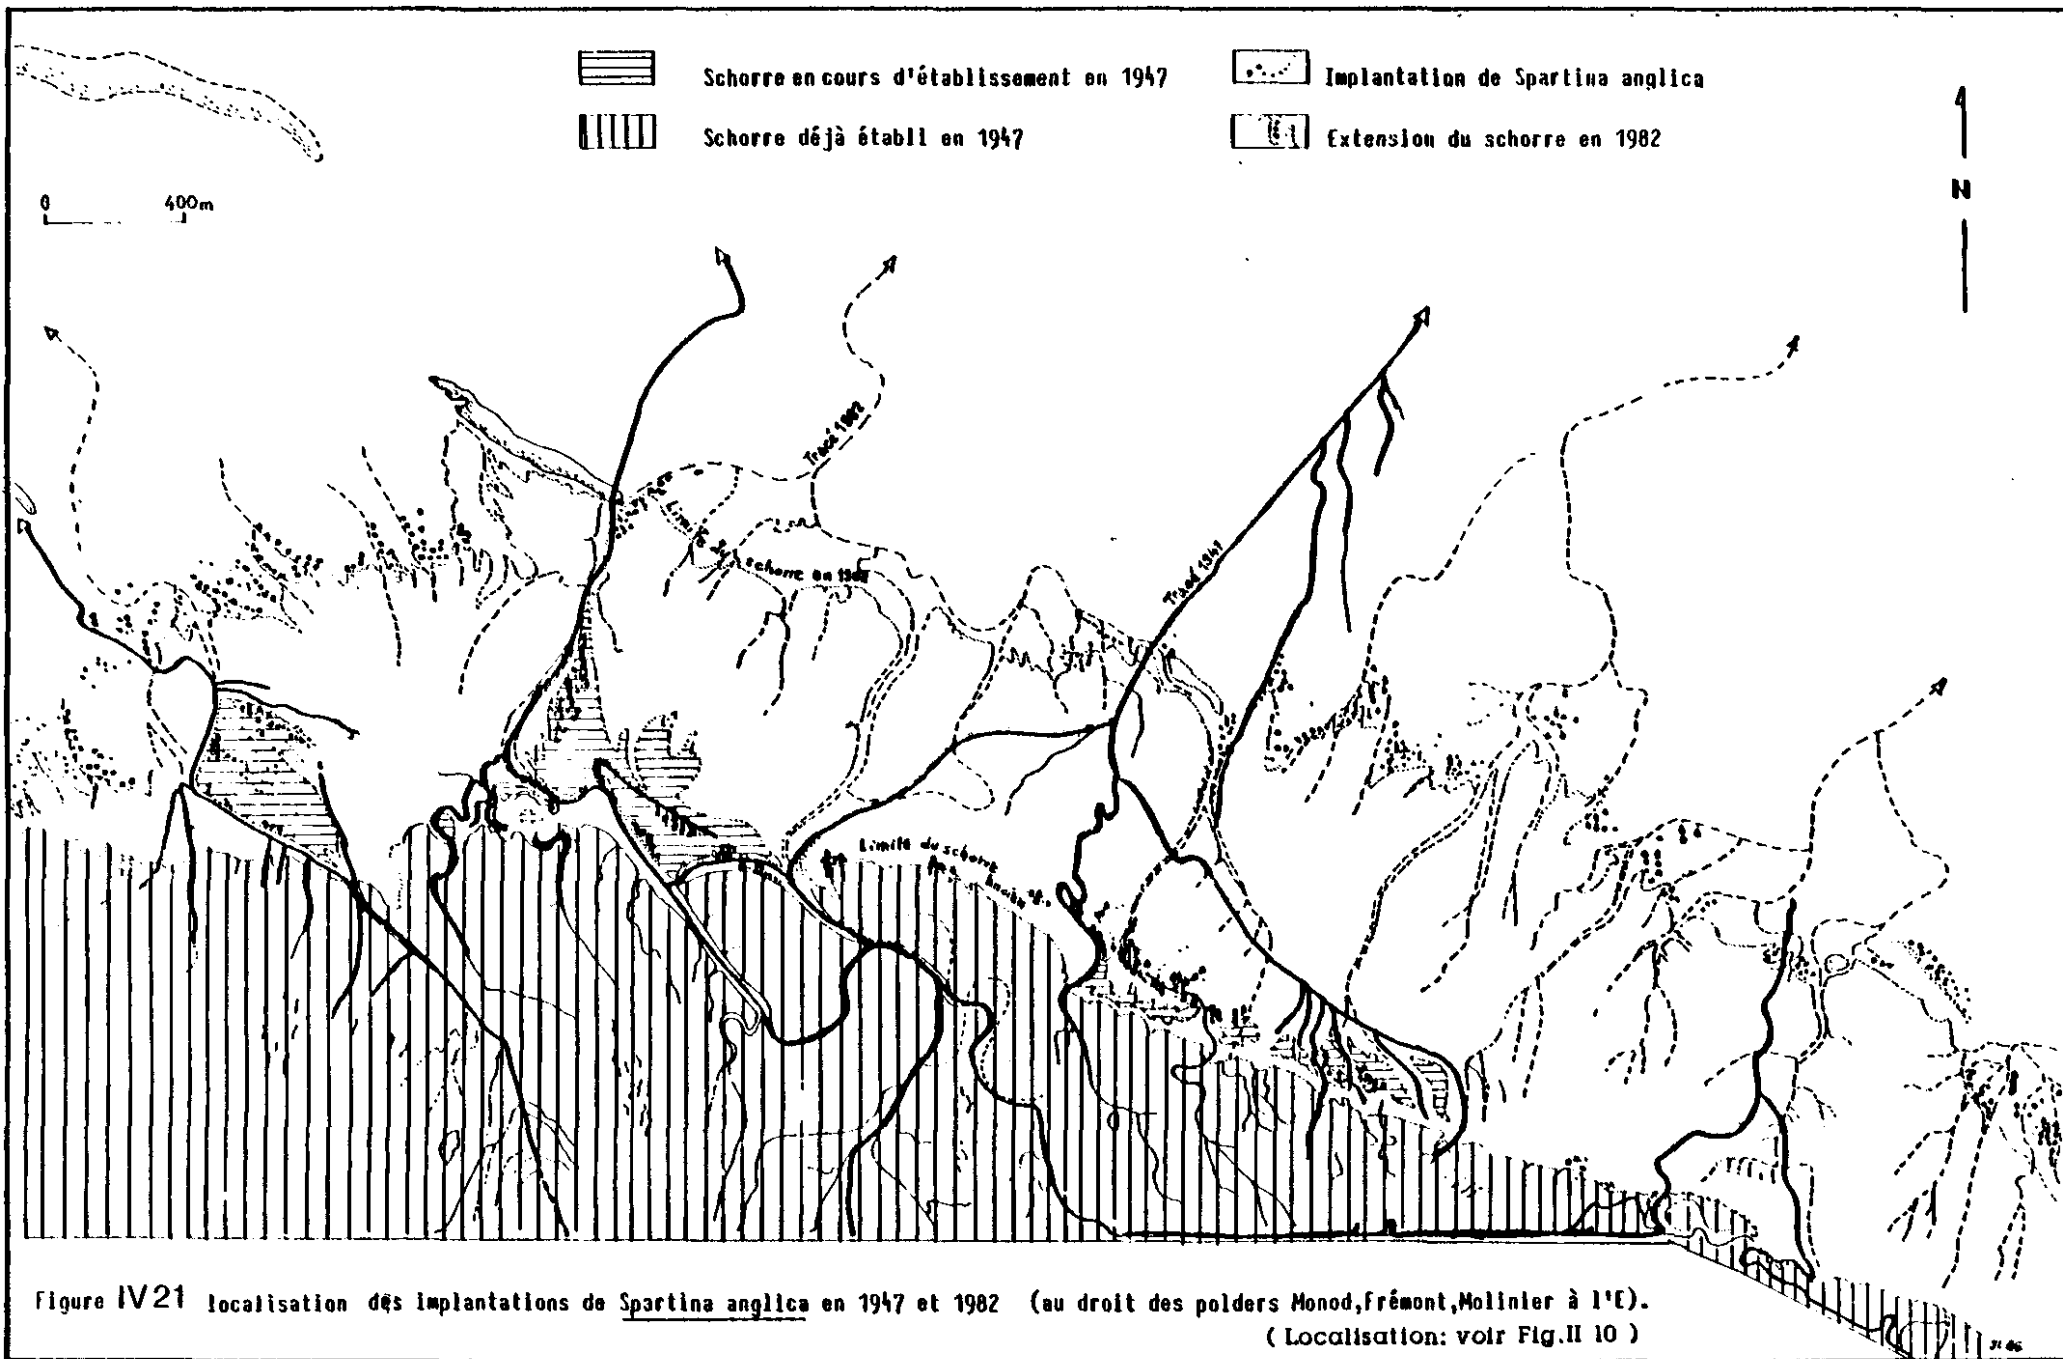 Schorre en cours d'établissement en 1947
Implantation de Spartina anglica
Schorre déjà établi en 1947
Extension du schorre en 1982
0 400m
N
Tracé 1982
Limite du schorre en
Tracé 1947
Limite du schorre
Figure IV21 localisation des implantations de Spartina anglica en 1947 et 1982 (au droit des polders Monod,Frémont,Molinier à l'E).
( Localisation: voir Fig.II 10 )